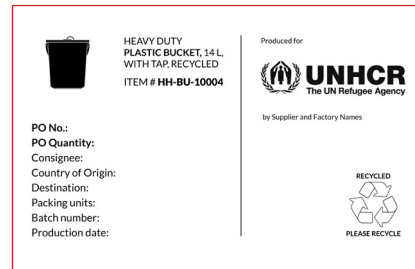 HEAVY DUTY
PLASTIC BUCKET, 14 L,
WITH TAP, RECYCLED
ITEM # HH-BU-10004
PO No.:
PO Quantity:
Consignee:
Country of Origin:
Destination:
Packing units:
Batch number:
Production date:
Produced for
UNHCR
The UN Refugee Agency
by Supplier and Factory Names
RECYCLED
PLEASE RECYCLE